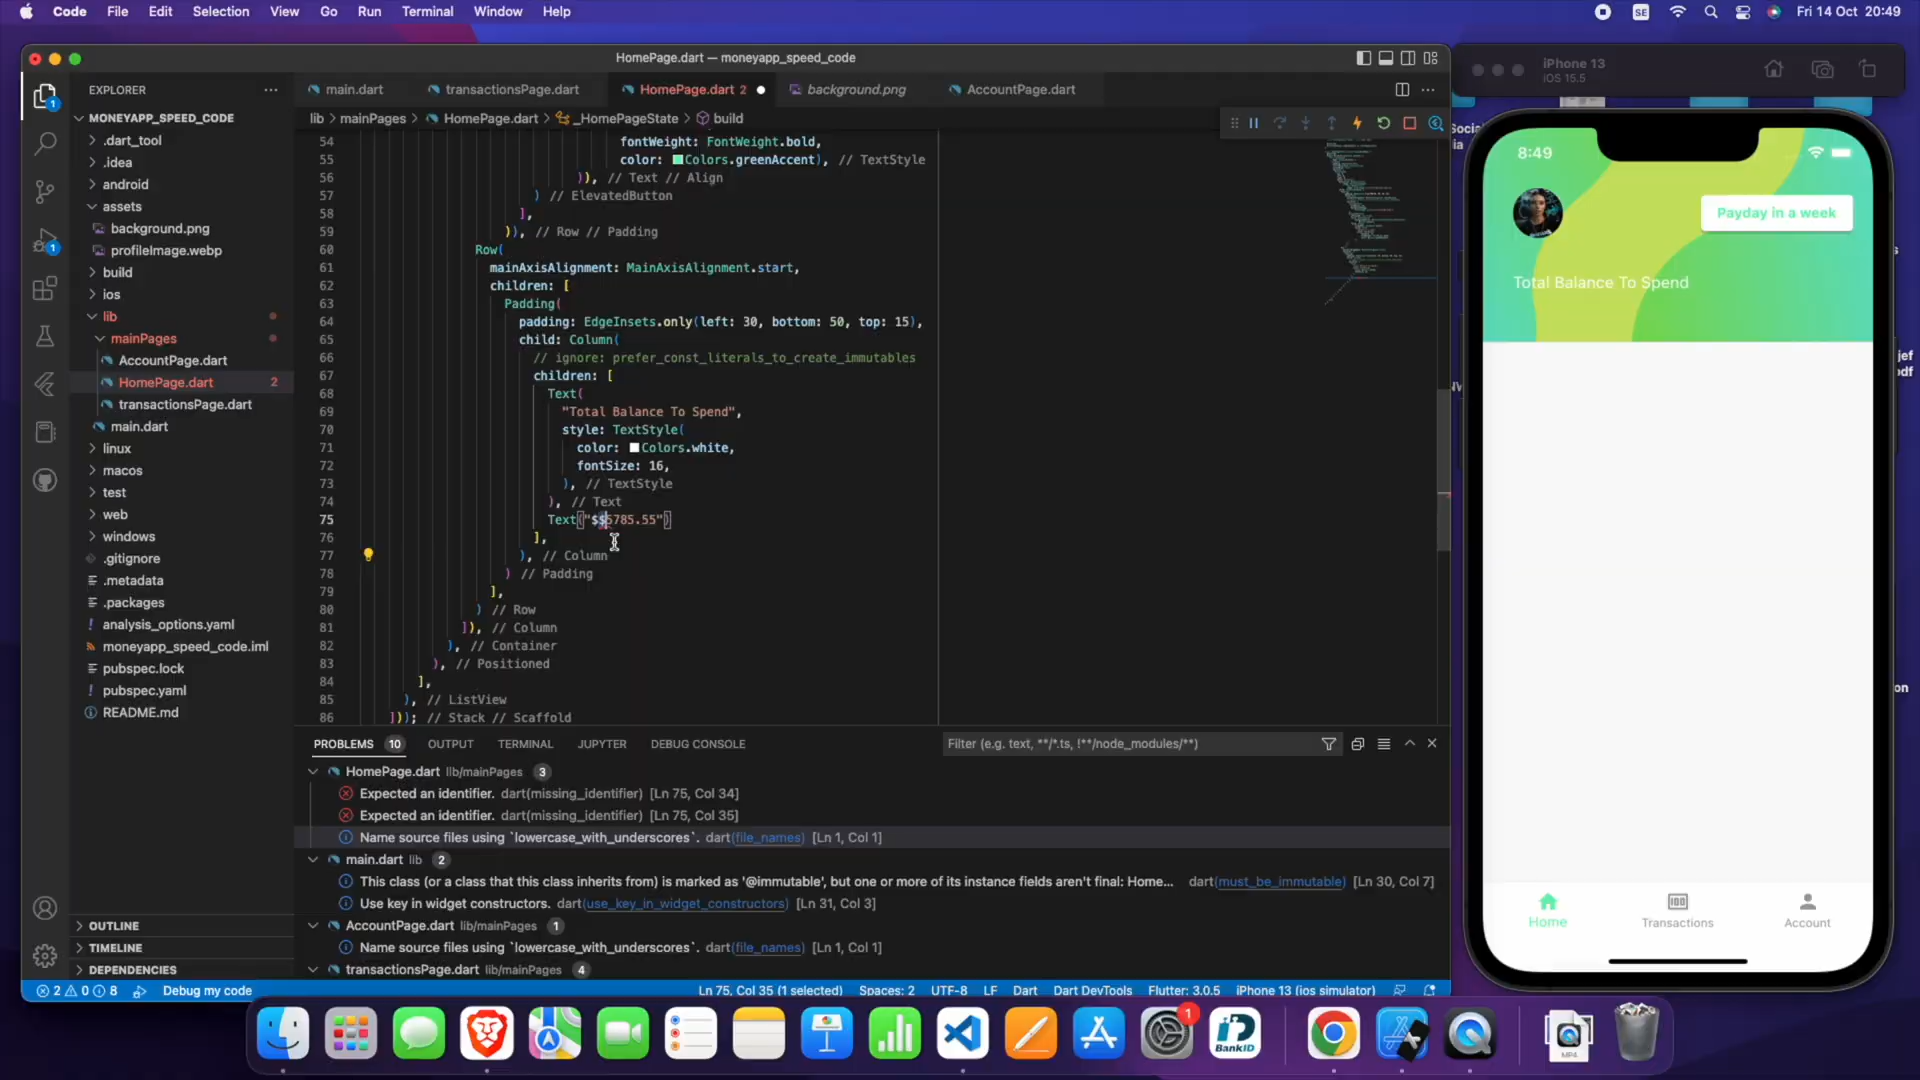 Code File Edit Selection View Go Run Terminal Window Help
SE Fri 14 Oct 20:49
HomePage.dart — moneyapp_speed_code
EXPLORER
MONEYAPP_SPEED_CODE
.dart_tool
.idea
android
assets
background.png
profileImage.webp
build
ios
lib
mainPages
AccountPage.dart
HomePage.dart 2
transactionsPage.dart
main.dart
linux
macos
test
web
windows
.gitignore
.metadata
.packages
! analysis_options.yaml
moneyapp_speed_code.iml
pubspec.lock
! pubspec.yaml
README.md
OUTLINE
TIMELINE
DEPENDENCIES
1
1
main.dart transactionsPage.dart HomePage.dart 2 background.png AccountPage.dart
lib > mainPages > HomePage.dart > _HomePageState > build
54 fontWeight: FontWeight.bold,
55 color: Colors.greenAccent), // TextStyle
56 )), // Text // Align
57 ) // ElevatedButton
58 ],
59 )), // Row // Padding
60 Row(
61 mainAxisAlignment: MainAxisAlignment.start,
62 children: [
63 Padding(
64 padding: EdgeInsets.only(left: 30, bottom: 50, top: 15),
65 child: Column(
66 // ignore: prefer_const_literals_to_create_immutables
67 children: [
68 Text(
69 "Total Balance To Spend",
70 style: TextStyle(
71 color: Colors.white,
72 fontSize: 16,
73 ), // TextStyle
74 ), // Text
75 Text("$$5785.55")
76 ],
77 ), // Column
78 ) // Padding
79 ],
80 ) // Row
81 ]), // Column
82 ), // Container
83 ), // Positioned
84 ],
85 ), // ListView
86 ])); // Stack // Scaffold
PROBLEMS 10 OUTPUT TERMINAL JUPYTER DEBUG CONSOLE
Filter (e.g. text, **/*.ts, !**/node_modules/**)
HomePage.dart lib/mainPages 3
Expected an identifier. dart(missing_identifier) [Ln 75, Col 34]
Expected an identifier. dart(missing_identifier) [Ln 75, Col 35]
Name source files using `lowercase_with_underscores`. dart(file_names) [Ln 1, Col 1]
main.dart lib 2
This class (or a class that this class inherits from) is marked as '@immutable', but one or more of its instance fields aren't final: Home... dart(must_be_immutable) [Ln 30, Col 7]
Use key in widget constructors. dart(use_key_in_widget_constructors) [Ln 31, Col 3]
AccountPage.dart lib/mainPages 1
Name source files using `lowercase_with_underscores`. dart(file_names) [Ln 1, Col 1]
transactionsPage.dart lib/mainPages 4
2 0 8 Debug my code
Ln 75, Col 35 (1 selected) Spaces: 2 UTF-8 LF Dart Dart DevTools Flutter: 3.0.5 iPhone 13 (ios simulator)
iPhone 13
iOS 15.5
8:49
Payday in a week
Total Balance To Spend
Home
Transactions
Account
1
BankID
MP4